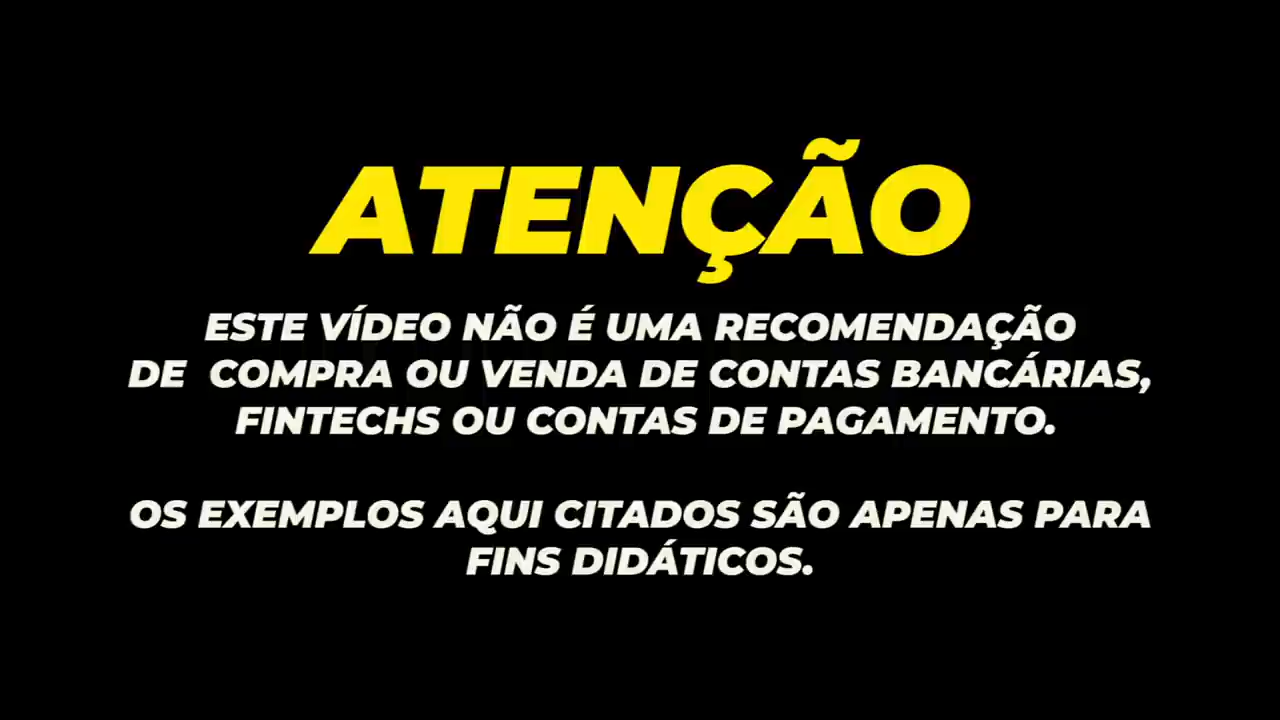 ATENÇÃO
ESTE VÍDEO NÃO É UMA RECOMENDAÇÃO
DE COMPRA OU VENDA DE CONTAS BANCÁRIAS,
FINTECHS OU CONTAS DE PAGAMENTO.
OS EXEMPLOS AQUI CITADOS SÃO APENAS PARA
FINS DIDÁTICOS.